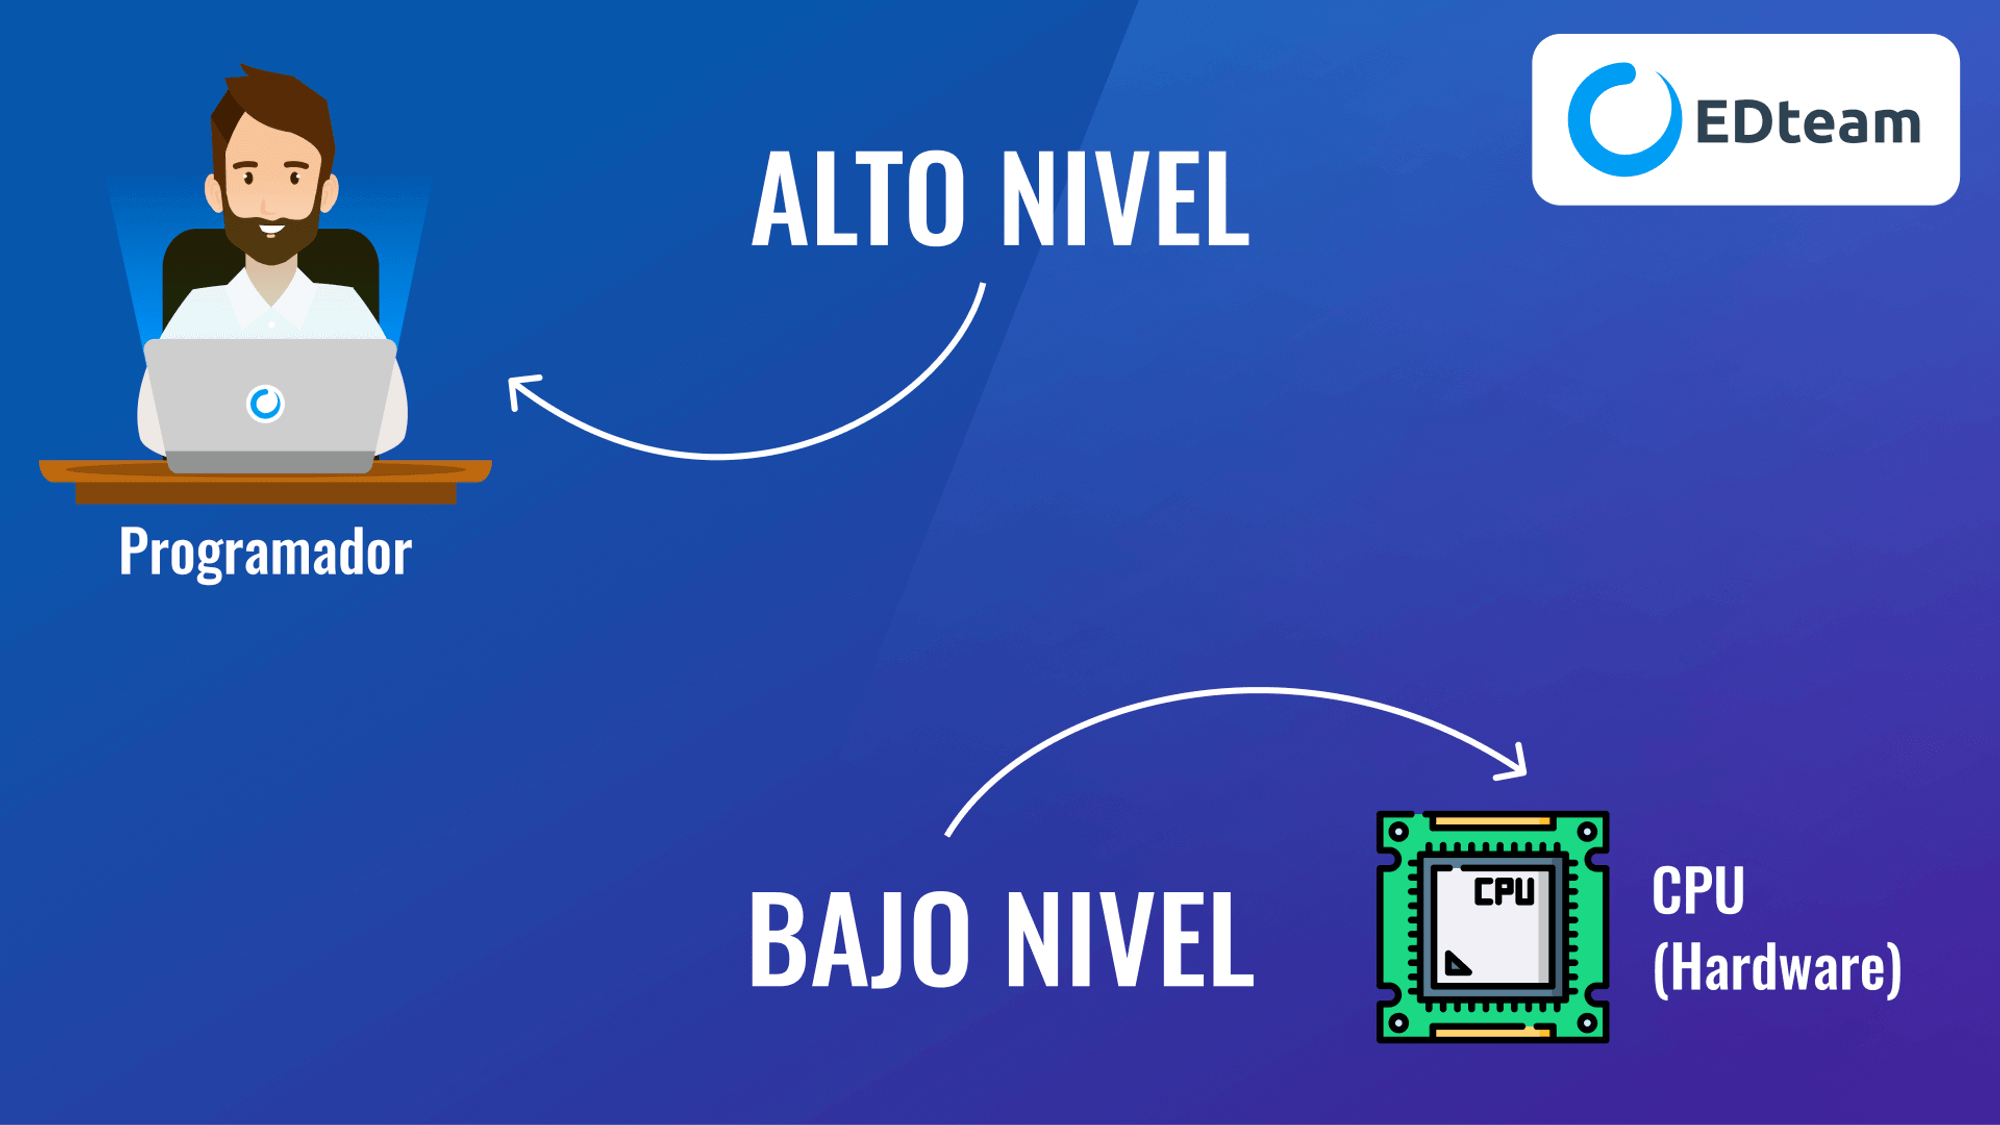 EDteam
ALTO NIVEL
Programador
BAJO NIVEL
CPU
CPU
(Hardware)